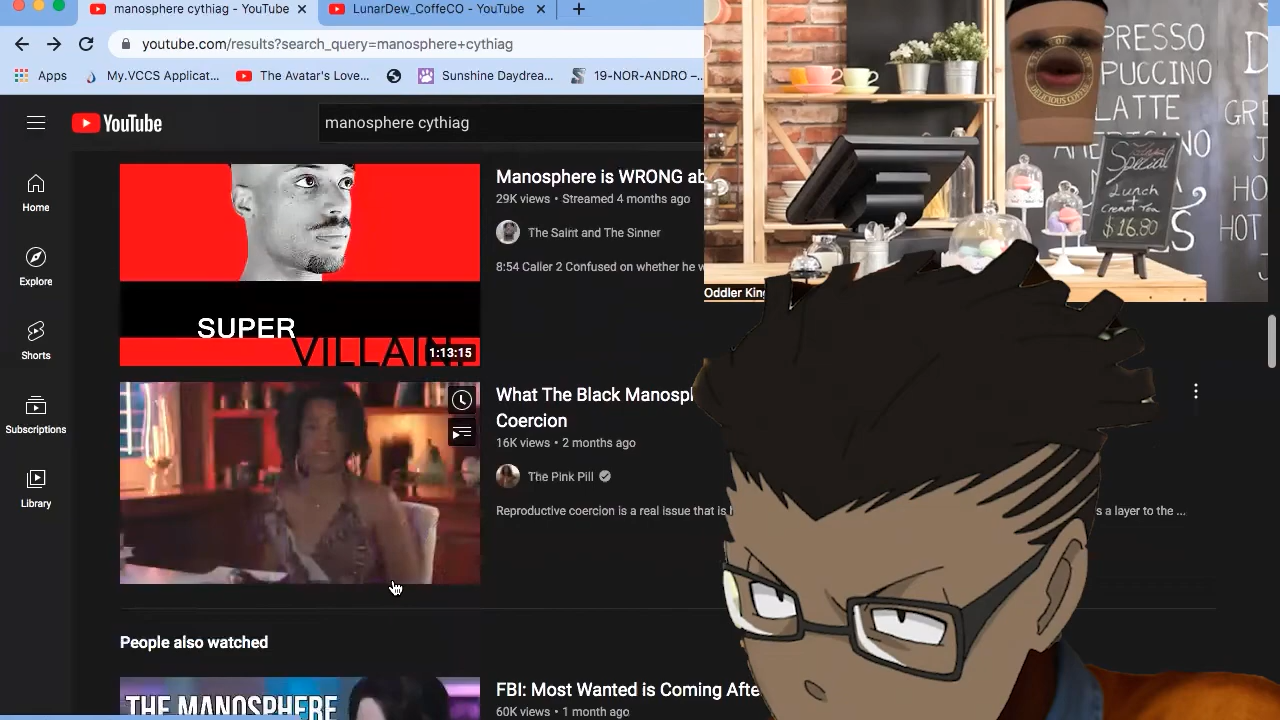 manosphere cythiag - YouTube
LunarDew_CoffeCO - YouTube
youtube.com/results?search_query=manosphere+cythiag
Apps
My.VCCS Applicat...
The Avatar's Love...
Sunshine Daydrea...
19-NOR-ANDRO –...
YouTube
manosphere cythiag
Home
Explore
Shorts
Subscriptions
Library
SUPER
VILLAIN
1:13:15
Manosphere is WRONG ab
29K views • Streamed 4 months ago
The Saint and The Sinner
8:54 Caller 2 Confused on whether he w
What The Black Manosph
Coercion
16K views • 2 months ago
The Pink Pill
Reproductive coercion is a real issue that is h
s a layer to the ...
People also watched
THE MANOSPHERE
FBI: Most Wanted is Coming Afte
60K views • 1 month ago
PRESSO
PUCCINO
LATTE
DELICIOUS COFFEE
Special
Lunch
+
Cream Tea
$16.80
D
GRE
J
HO
HOT
Oddler King